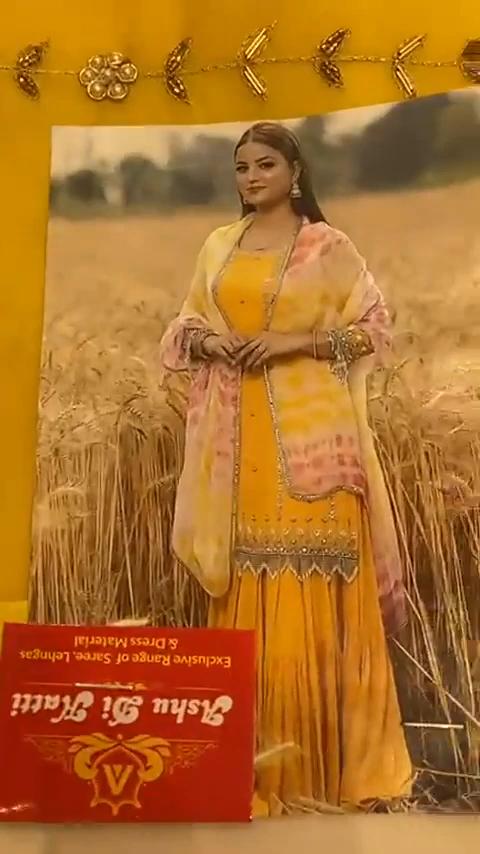 Ashu Di Hatti
Exclusive Range of Saree, Lehngas
& Dress Material